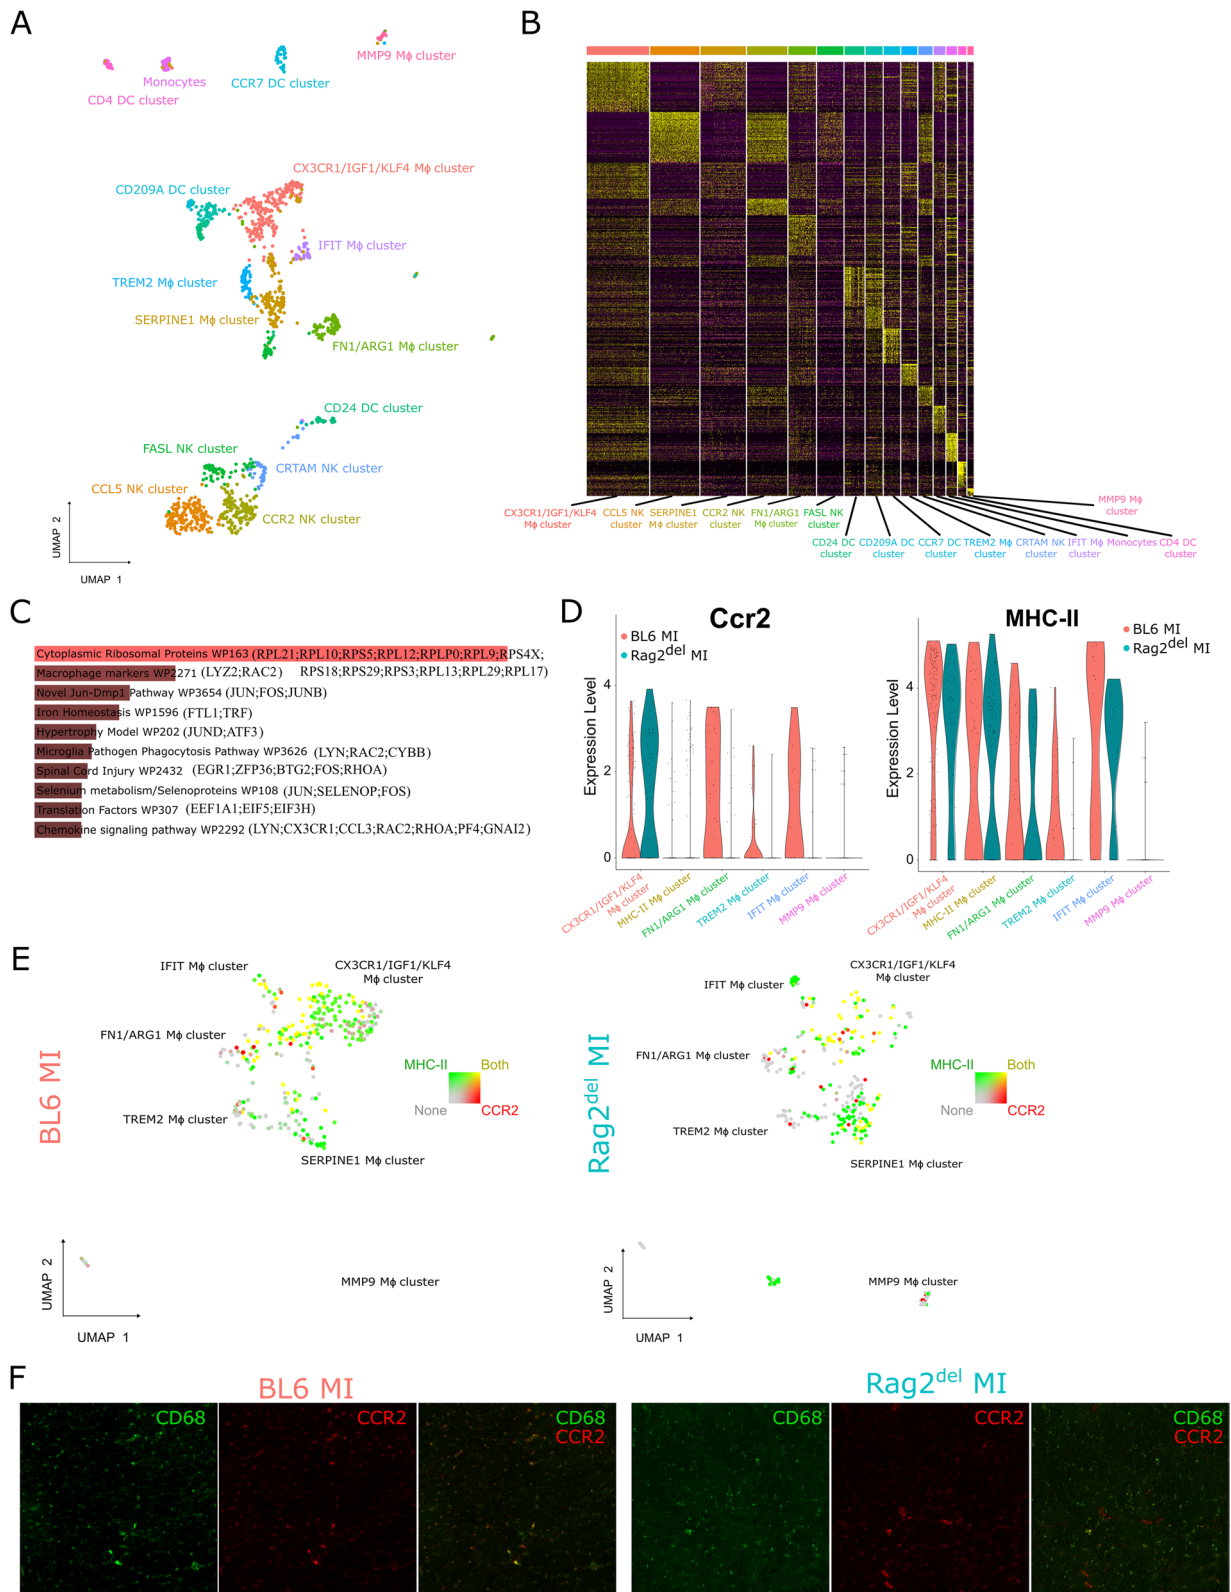 A
MMP9 Mϕ cluster
Monocytes
CCR7 DC cluster
CD4 DC cluster
CX3CR1/IGF1/KLF4 Mϕ cluster
CD209A DC cluster
IFIT Mϕ cluster
TREM2 Mϕ cluster
SERPINE1 Mϕ cluster
FN1/ARG1 Mϕ cluster
CD24 DC cluster
FASL NK cluster
CRTAM NK cluster
CCL5 NK cluster
CCR2 NK cluster
UMAP 2
UMAP 1
B
MMP9 Mϕ
cluster
CX3CR1/IGF1/KLF4 CCL5 NK SERPINE1 CCR2 NK FN1/ARG1 FASL NK
Mϕ cluster cluster Mϕ cluster cluster Mϕ cluster cluster
CD24 DC CD209A DC CCR7 DC TREM2 Mϕ CRTAM NK IFIT Mϕ Monocytes CD4 DC
cluster cluster cluster cluster cluster cluster cluster
C
Cytoplasmic Ribosomal Proteins WP163 (RPL21;RPL10;RPS5;RPL12;RPLP0;RPL9;RPS4X;
Macrophage markers WP2271 (LYZ2;RAC2) RPS18;RPS29;RPS3;RPL13;RPL29;RPL17)
Novel Jun-Dmp1 Pathway WP3654 (JUN;FOS;JUNB)
Iron Homeostasis WP1596 (FTL1;TRF)
Hypertrophy Model WP202 (JUND;ATF3)
Microglia Pathogen Phagocytosis Pathway WP3626 (LYN;RAC2;CYBB)
Spinal Cord Injury WP2432 (EGR1;ZFP36;BTG2;FOS;RHOA)
Selenium metabolism/Selenoproteins WP108 (JUN;SELENOP;FOS)
Translation Factors WP307 (EEF1A1;EIF5;EIF3H)
Chemokine signaling pathway WP2292 (LYN;CX3CR1;CCL3;RAC2;RHOA;PF4;GNAI2)
D
Ccr2
BL6 MI
Rag2del MI
Expression Level
4
2
0
CX3CR1/IGF1/KLF4
Mϕ cluster
MHC-II Mϕ cluster
FN1/ARG1 Mϕ cluster
TREM2 Mϕ cluster
IFIT Mϕ cluster
MMP9 Mϕ cluster
MHC-II
BL6 MI
Rag2del MI
Expression Level
4
2
0
CX3CR1/IGF1/KLF4
Mϕ cluster
MHC-II Mϕ cluster
FN1/ARG1 Mϕ cluster
TREM2 Mϕ cluster
IFIT Mϕ cluster
MMP9 Mϕ cluster
E
BL6 MI
IFIT Mϕ cluster
CX3CR1/IGF1/KLF4
Mϕ cluster
FN1/ARG1 Mϕ cluster
MHC-II Both
None CCR2
TREM2 Mϕ cluster
SERPINE1 Mϕ cluster
MMP9 Mϕ cluster
UMAP 2
UMAP 1
Rag2del MI
CX3CR1/IGF1/KLF4
Mϕ cluster
IFIT Mϕ cluster
FN1/ARG1 Mϕ cluster
MHC-II Both
None CCR2
TREM2 Mϕ cluster
SERPINE1 Mϕ cluster
MMP9 Mϕ cluster
UMAP 2
UMAP 1
F
BL6 MI
CD68
CCR2
CD68
CCR2
Rag2del MI
CD68
CCR2
CD68
CCR2